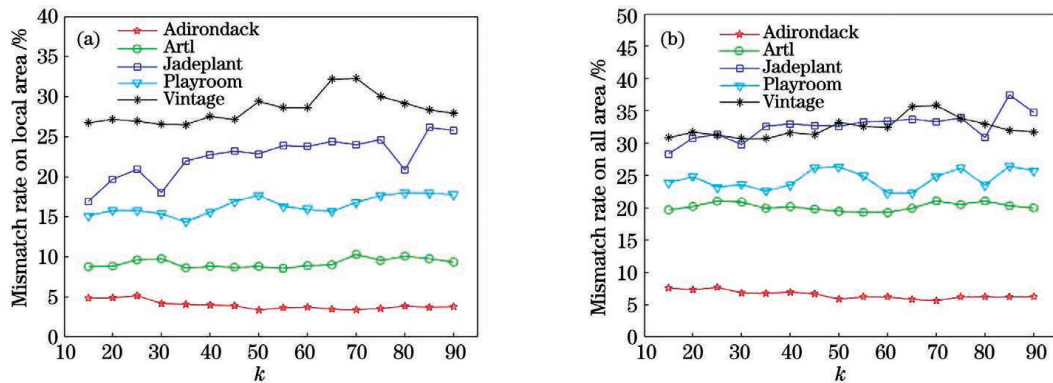 (a)
Adirondack
Artl
Jadeplant
Playroom
Vintage
Mismatch rate on local area /%
40
35
30
25
20
15
10
5
0
10 20 30 40 50 60 70 80 90
k
(b)
Adirondack
Artl
Jadeplant
Playroom
Vintage
Mismatch rate on all area /%
50
45
40
35
30
25
20
15
10
5
0
10 20 30 40 50 60 70 80 90
k